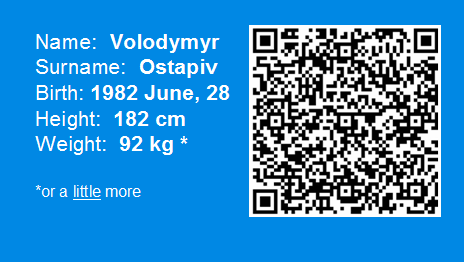 Name: Volodymyr
Surname: Ostapiv
Birth: 1982 June, 28
Height: 182 cm
Weight: 92 kg *
*or a little more